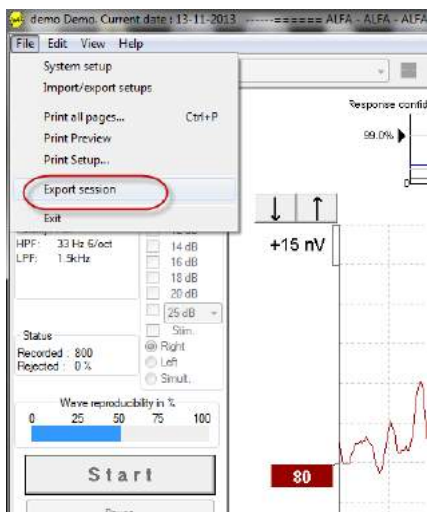 demo Demo. Current date : 13-11-2013 ------====== ALFA - ALFA - ALFA
File Edit View Help
System setup
Import/export setups
Print all pages... Ctrl+P
Print Preview
Print Setup...
Export session
Exit
Response confid
99.0%
0
+15 nV
HPF: 33 Hz 6/oct
LPF: 1.5kHz
14 dB
16 dB
18 dB
20 dB
25 dB
Stim.
Right
Left
Simult.
Status
Recorded : 800
Rejected : 0 %
Wave reproducibility in %
0 25 50 75 100
Start
80